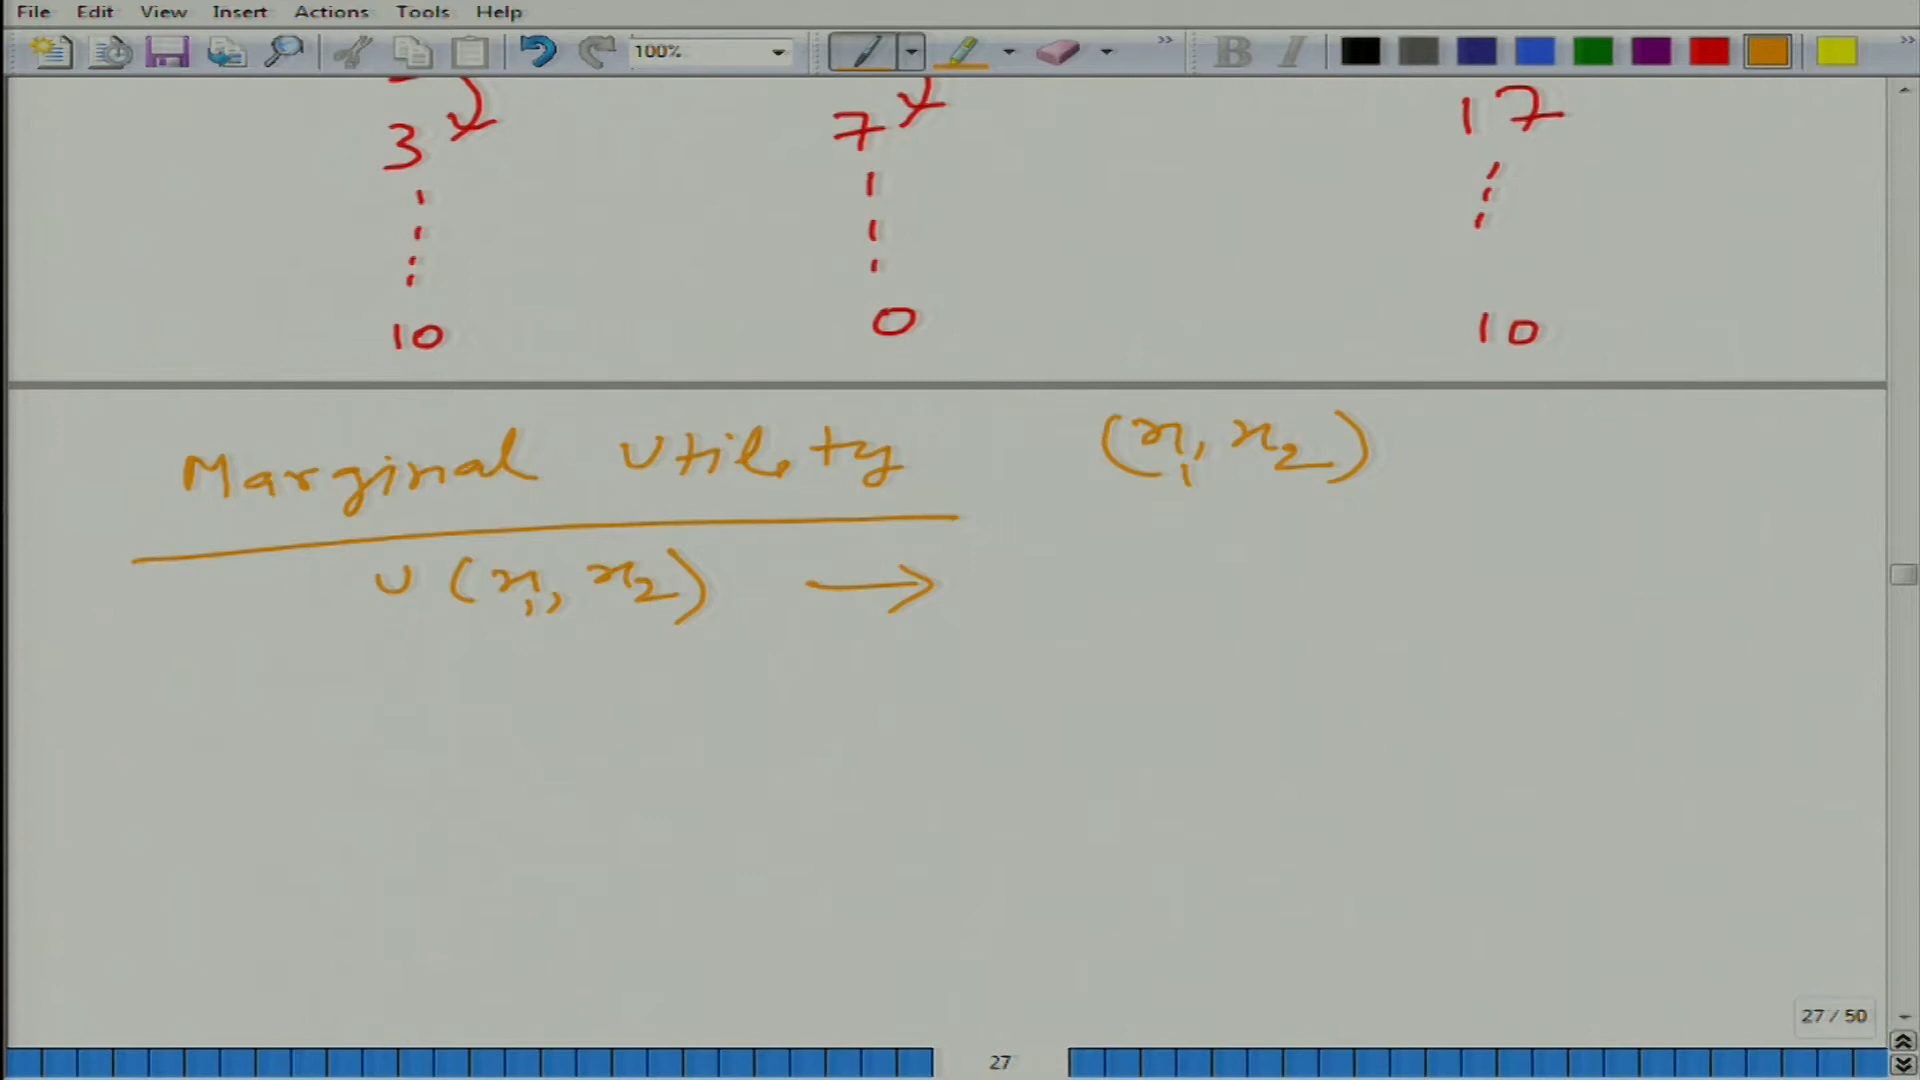 File Edit View Insert Actions Tools Help
100%
3 7 17
10 0 10
Marginal Utility (x1, x2)
U (x1, x2) →
27 / 50
27